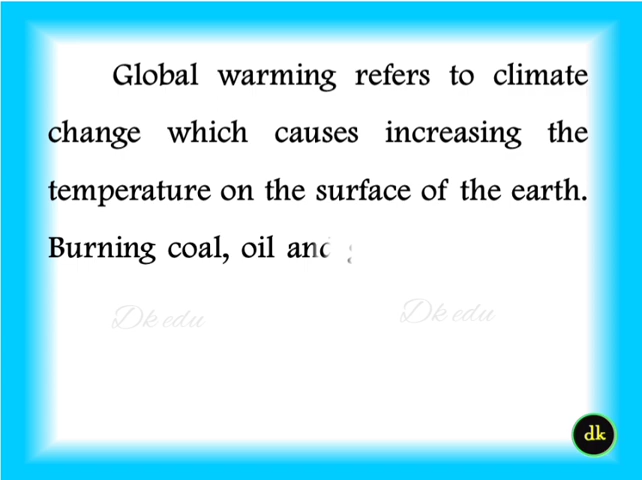 Global warming refers to climate
change which causes increasing the
temperature on the surface of the earth.
Burning coal, oil and
Dk edu Dk edu
dk